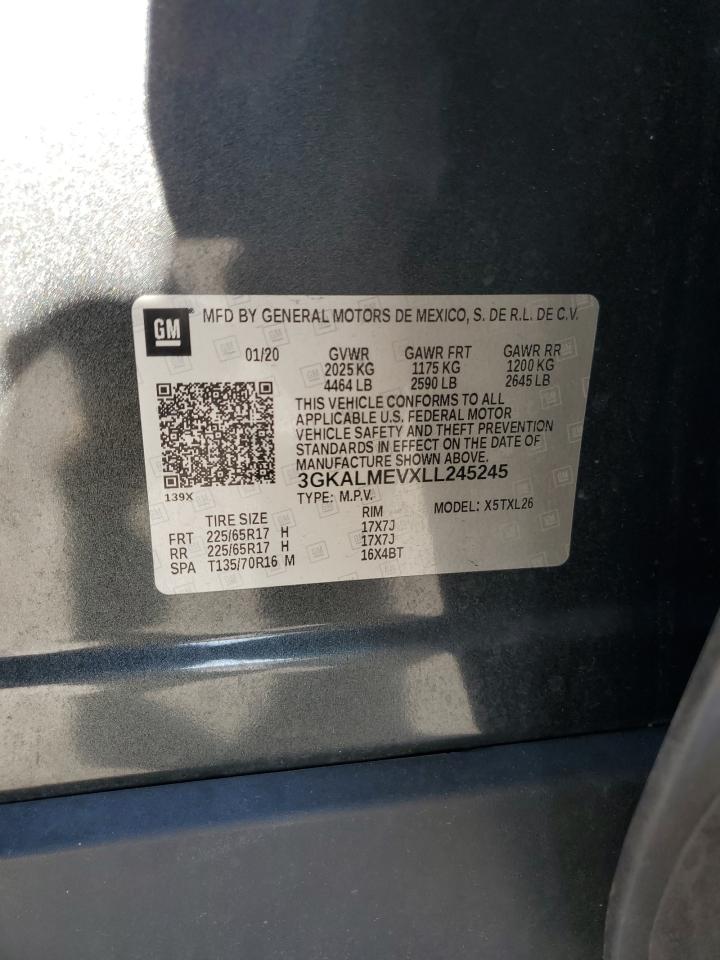 GM MFD BY GENERAL MOTORS DE MEXICO, S. DE R.L. DE C.V.
01/20 GVWR GAWR FRT GAWR RR
2025 KG 1175 KG 1200 KG
4464 LB 2590 LB 2645 LB
THIS VEHICLE CONFORMS TO ALL
APPLICABLE U.S. FEDERAL MOTOR
VEHICLE SAFETY AND THEFT PREVENTION
STANDARDS IN EFFECT ON THE DATE OF
MANUFACTURER SHOWN ABOVE.
3GKALMEVXLL245245
139X TYPE: M.P.V. MODEL: X5TXL26
TIRE SIZE RIM
FRT 225/65R17 H 17X7J
RR 225/65R17 H 17X7J
SPA T135/70R16 M 16X4BT